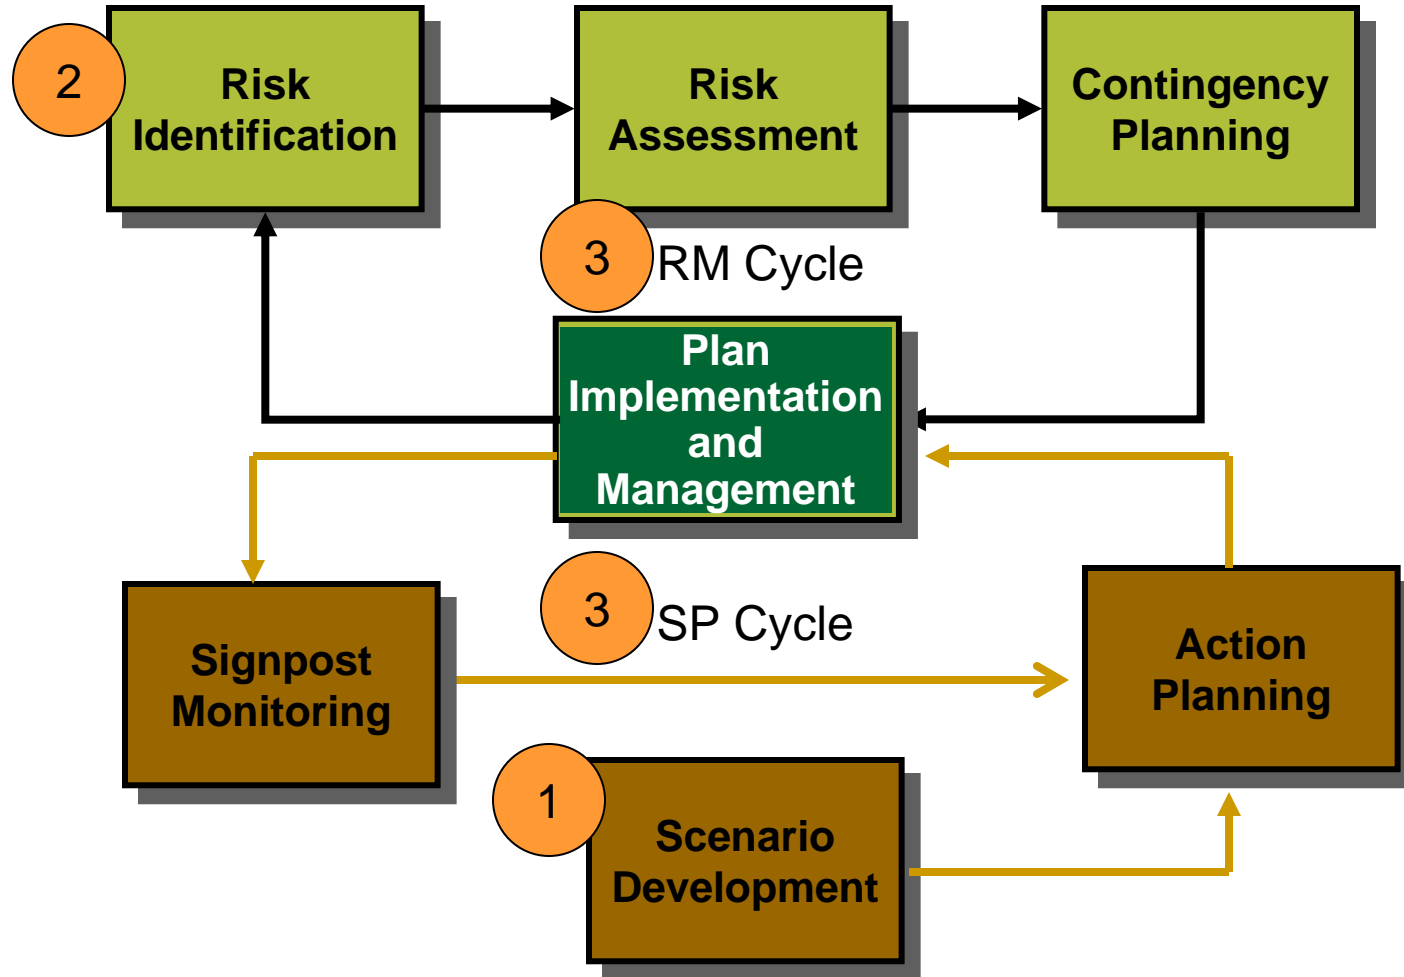 2
Risk
Identification
Risk
Assessment
Contingency
Planning
3
RM Cycle
Plan
Implementation
and
Management
3
SP Cycle
Signpost
Monitoring
Action
Planning
1
Scenario
Development